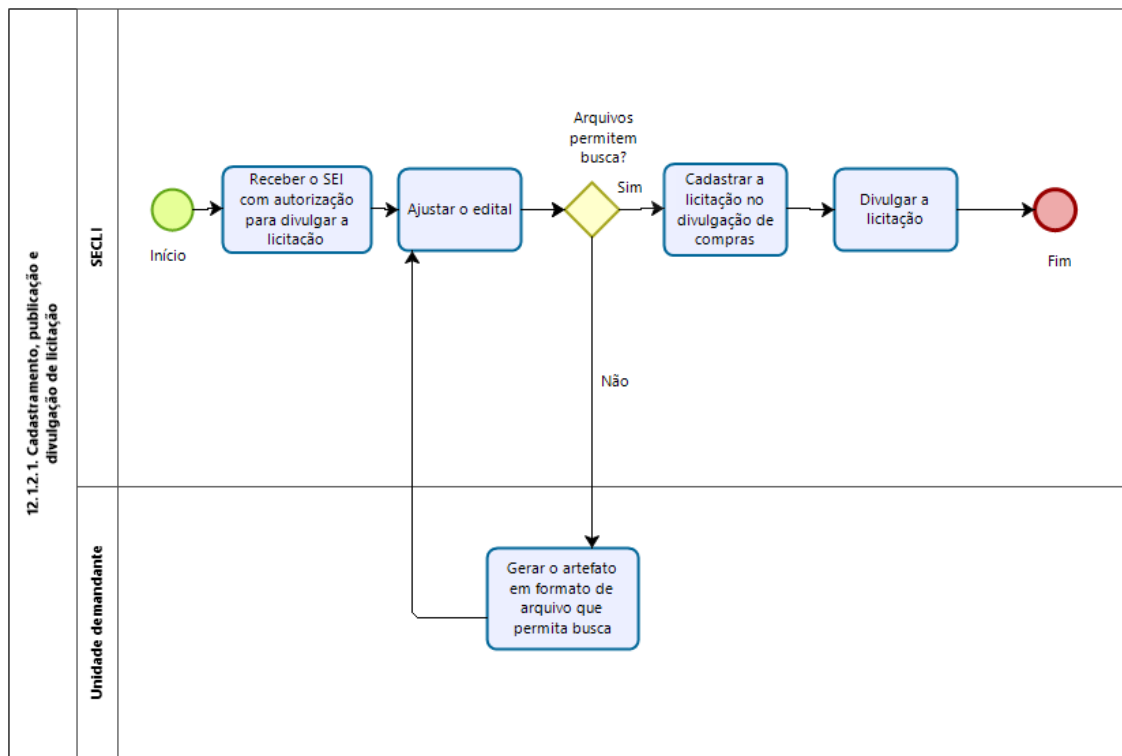 12.1.2.1. Cadastramento, publicação e
divulgação de licitação
SECLI
Início
Receber o SEI
com autorização
para divulgar a
licitacão
Ajustar o edital
Arquivos
permitem
busca?
Sim
Cadastrar a
licitação no
divulgação de
compras
Divulgar a
licitação
Fim
Não
Unidade demandante
Gerar o artefato
em formato de
arquivo que
permita busca